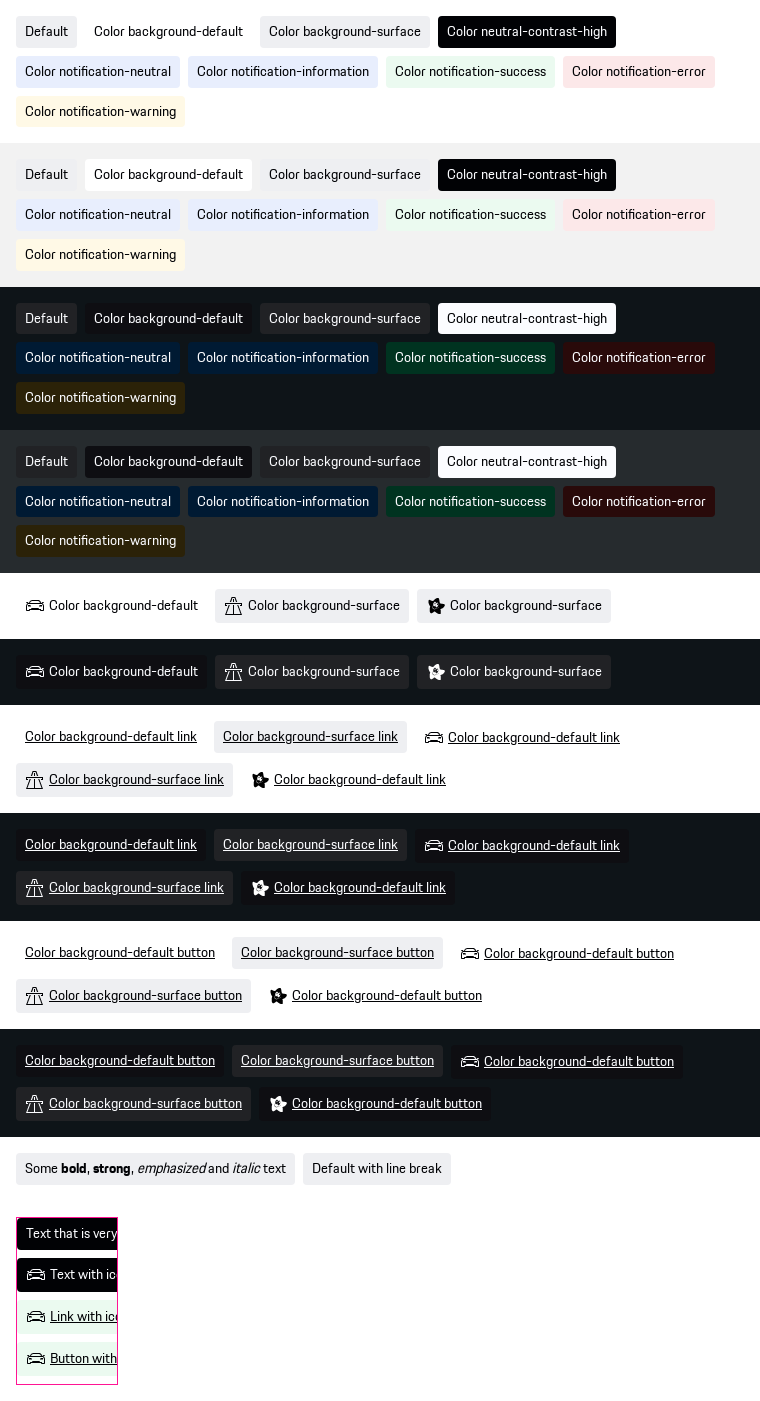 Default Color background-default Color background-surface Color neutral-contrast-high
Color notification-neutral Color notification-information Color notification-success Color notification-error
Color notification-warning
Default Color background-default Color background-surface Color neutral-contrast-high
Color notification-neutral Color notification-information Color notification-success Color notification-error
Color notification-warning
Default Color background-default Color background-surface Color neutral-contrast-high
Color notification-neutral Color notification-information Color notification-success Color notification-error
Color notification-warning
Default Color background-default Color background-surface Color neutral-contrast-high
Color notification-neutral Color notification-information Color notification-success Color notification-error
Color notification-warning
Color background-default Color background-surface Color background-surface
Color background-default Color background-surface Color background-surface
Color background-default link Color background-surface link Color background-default link
Color background-surface link Color background-default link
Color background-default link Color background-surface link Color background-default link
Color background-surface link Color background-default link
Color background-default button Color background-surface button Color background-default button
Color background-surface button Color background-default button
Color background-default button Color background-surface button Color background-default button
Color background-surface button Color background-default button
Some bold, strong, emphasized and italic text Default with line break
Text that is very
Text with
Link with
Button with